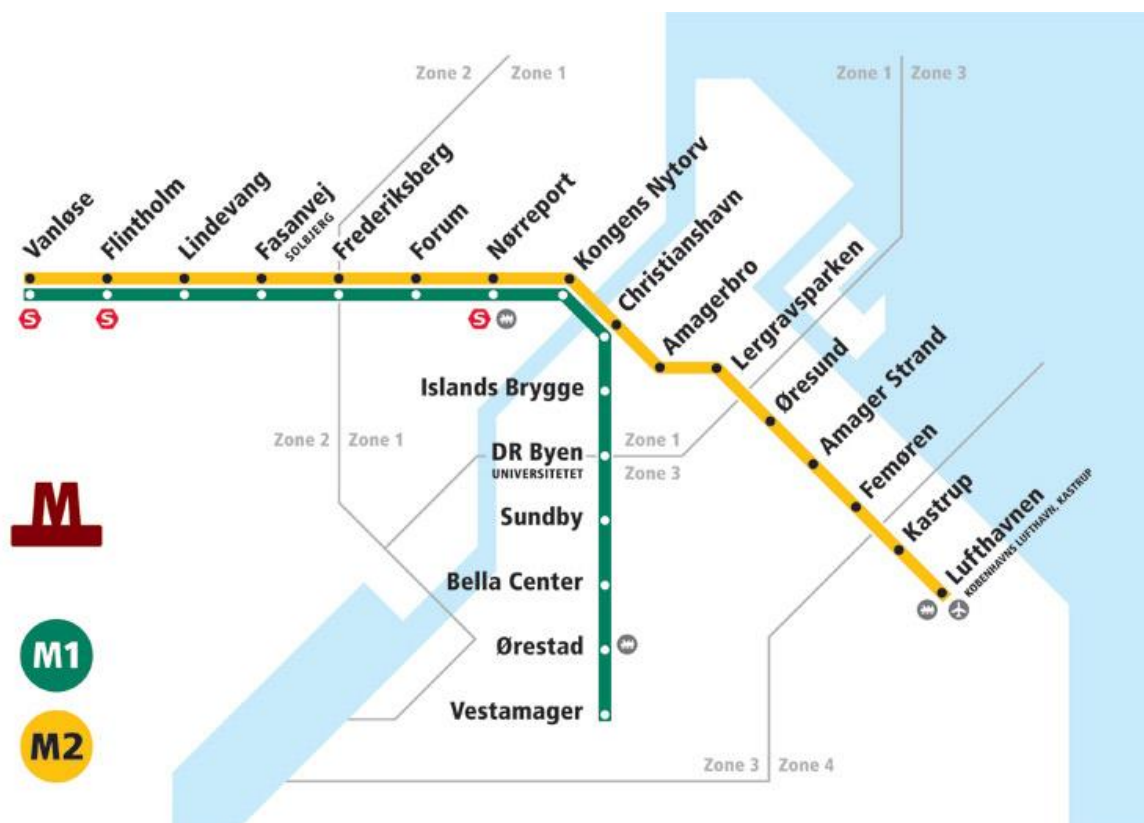 Zone 2
Zone 1
Zone 1
Zone 3
Vanløse
Flintholm
Lindevang
Fasanvej
SOLBJERG
Frederiksberg
Forum
Nørreport
Kongens Nytorv
Christianshavn
Amagerbro
Lergravsparken
Øresund
Amager Strand
Femøren
Kastrup
Lufthavnen
KØBENHAVNS LUFTHAVN, KASTRUP
S
S
S
Islands Brygge
Zone 2
Zone 1
DR Byen
UNIVERSITETET
Zone 1
Zone 3
Sundby
Bella Center
Ørestad
Vestamager
M
M1
M2
Zone 3
Zone 4